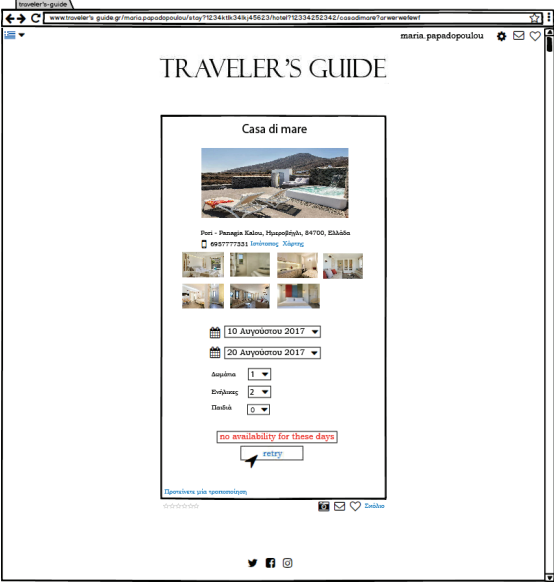 traveler's-guide
www.traveler's guide.gr/maria.papadopoulou/stay?1234ktlk34lkj45623/hotel?12334252342/casadimare?arwerwefewf
maria.papadopoulou
TRAVELER'S GUIDE
Casa di mare
Pori - Panagia Kalou, Ημεροβήγλι, 84700, Ελλάδα
6937777331 Ιστότοπος Χάρτης
10 Αυγούστου 2017
20 Αυγούστου 2017
Δωμάτια 1
Ενήλικες 2
Παιδιά 0
no availability for these days
retry
Προτείνετε μία τροποποίηση
Σχόλιο